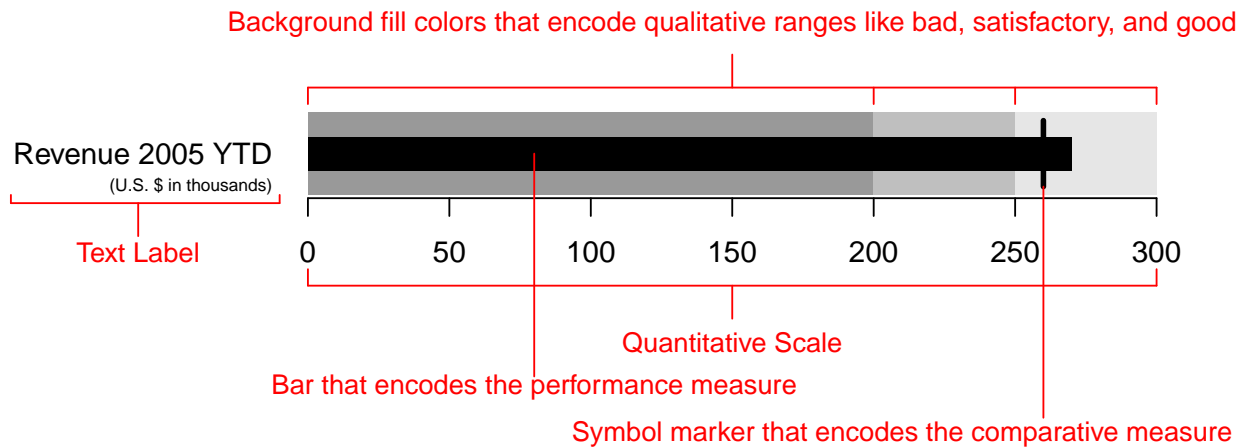 Background fill colors that encode qualitative ranges like bad, satisfactory, and good
Revenue 2005 YTD
(U.S. $ in thousands)
Text Label
0 50 100 150 200 250 300
Quantitative Scale
Bar that encodes the performance measure
Symbol marker that encodes the comparative measure